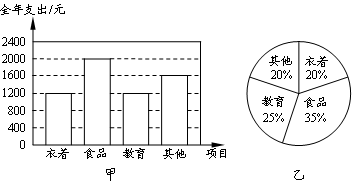 全年支出/元
2400
2000
1600
1200
800
400
0
衣着 食品 教育 其他 项目
甲
其他 20%
衣着 20%
教育 25%
食品 35%
乙